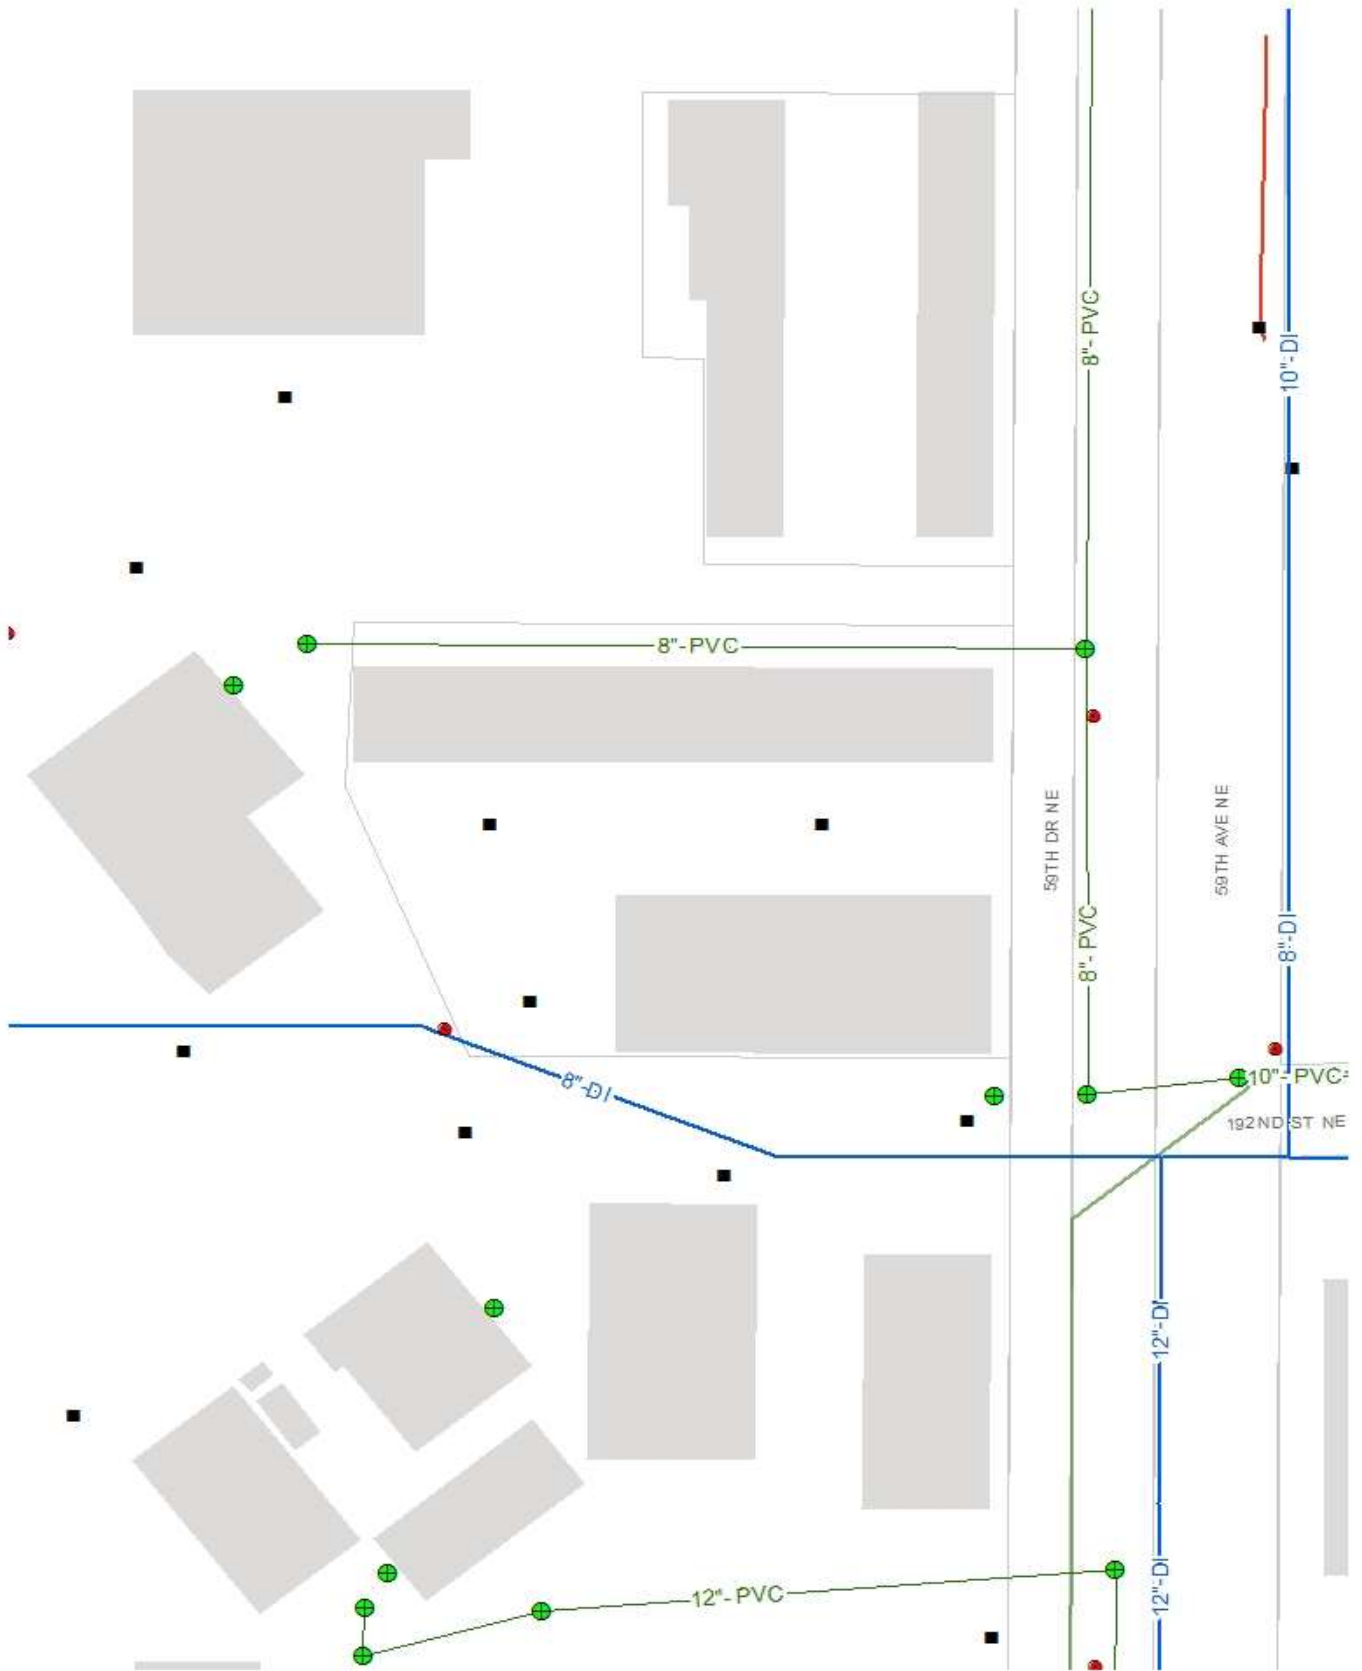 8"- PVC
10"- DI
8"- PVC
59TH DR NE
59TH AVE NE
8"- PVC
8"-DI
8"-DI
10"- PVC
192ND ST NE
12"-DI
12"- PVC
12"-DI